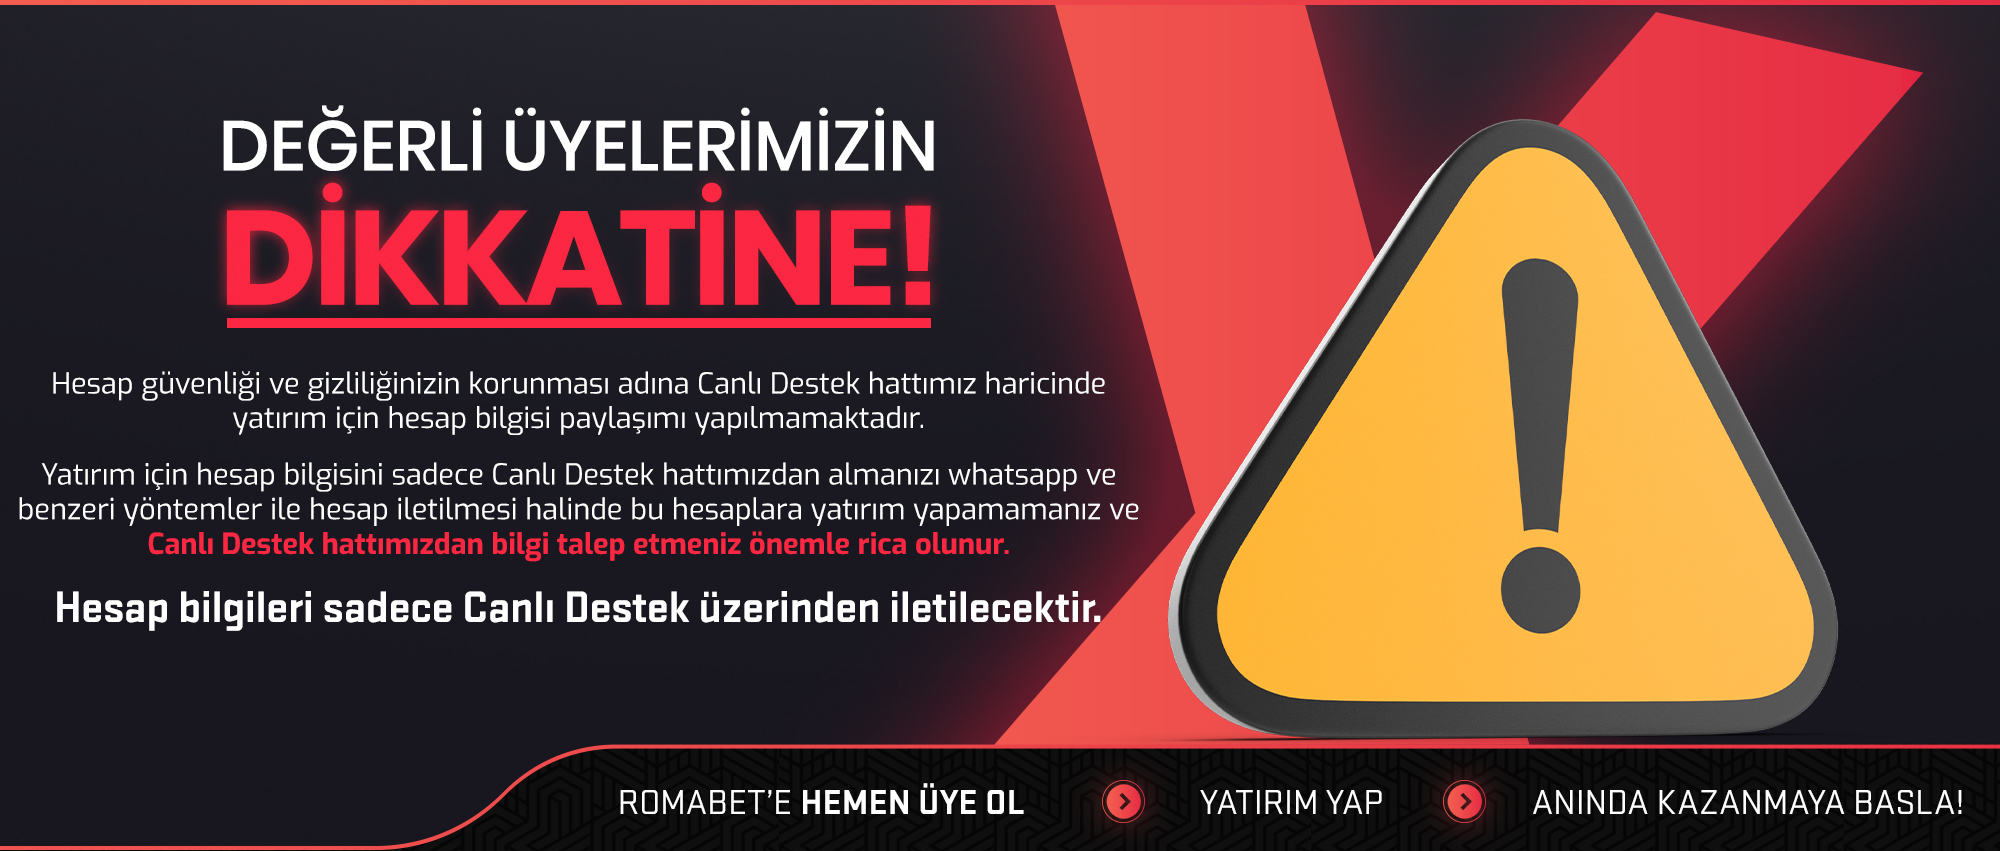 DEĞERLİ ÜYELERİMİZİN
DİKKATİNE!
Hesap güvenliği ve gizliliğinizin korunması adına Canlı Destek hattımız haricinde
yatırım için hesap bilgisi paylaşımı yapılmamaktadır.
Yatırım için hesap bilgisini sadece Canlı Destek hattımızdan almanızı whatsapp ve
benzeri yöntemler ile hesap iletilmesi halinde bu hesaplara yatırım yapamamanız ve
Canlı Destek hattımızdan bilgi talep etmeniz önemle rica olunur.
Hesap bilgileri sadece Canlı Destek üzerinden iletilecektir.
ROMABET'E HEMEN ÜYE OL
YATIRIM YAP
ANINDA KAZANMAYA BASLA!